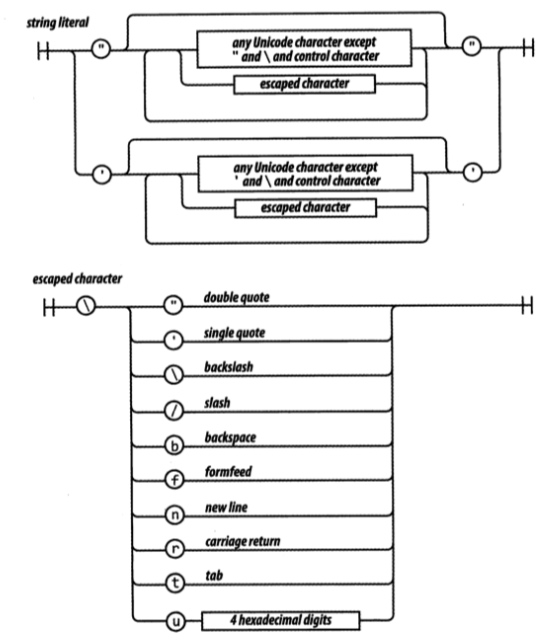 string literal
" any Unicode character except "
" and \ and control character
escaped character
' any Unicode character except '
' and \ and control character
escaped character
escaped character
\ " double quote
' single quote
\ backslash
/ slash
b backspace
f formfeed
n new line
r carriage return
t tab
u 4 hexadecimal digits